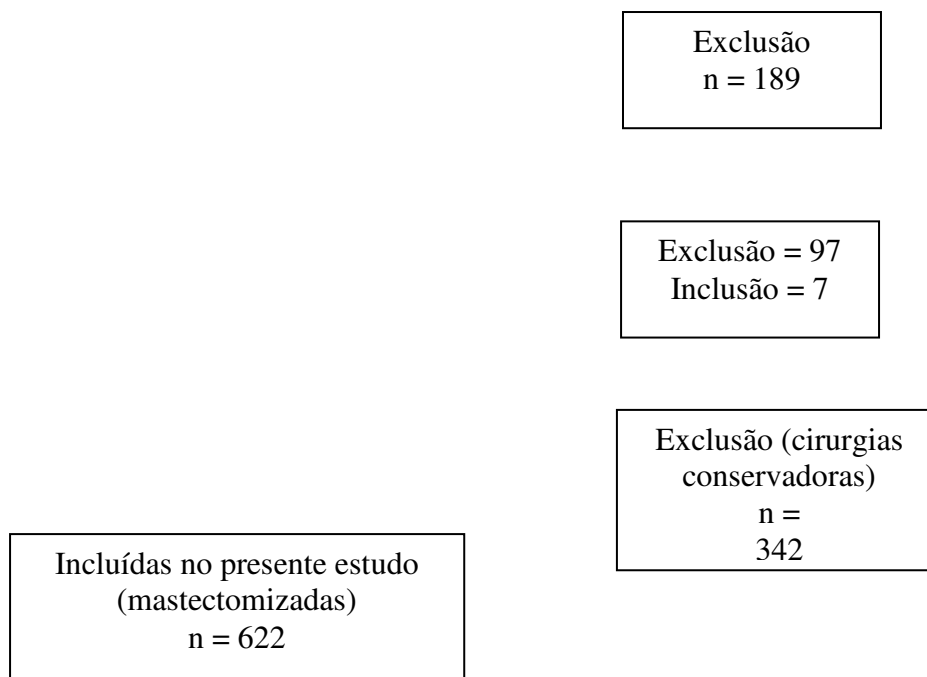 Exclusão
n = 189
Exclusão = 97
Inclusão = 7
Exclusão (cirurgias
conservadoras)
n =
342
Incluídas no presente estudo
(mastectomizadas)
n = 622